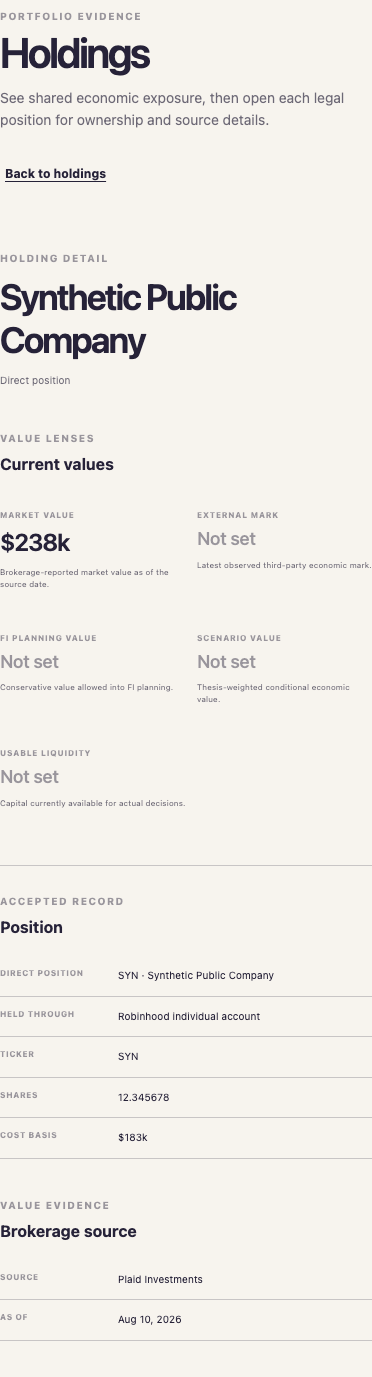 PORTFOLIO EVIDENCE
Holdings
See shared economic exposure, then open each legal
position for ownership and source details.
Back to holdings
HOLDING DETAIL
Synthetic Public
Company
Direct position
VALUE LENSES
Current values
MARKET VALUE
$238k
Brokerage-reported market value as of the
source date.
EXTERNAL MARK
Not set
Latest observed third-party economic mark.
FI PLANNING VALUE
Not set
Conservative value allowed into FI planning.
SCENARIO VALUE
Not set
Thesis-weighted conditional economic
value.
USABLE LIQUIDITY
Not set
Capital currently available for actual decisions.
ACCEPTED RECORD
Position
DIRECT POSITION
SYN · Synthetic Public Company
HELD THROUGH
Robinhood individual account
TICKER
SYN
SHARES
12.345678
COST BASIS
$183k
VALUE EVIDENCE
Brokerage source
SOURCE
Plaid Investments
AS OF
Aug 10, 2026